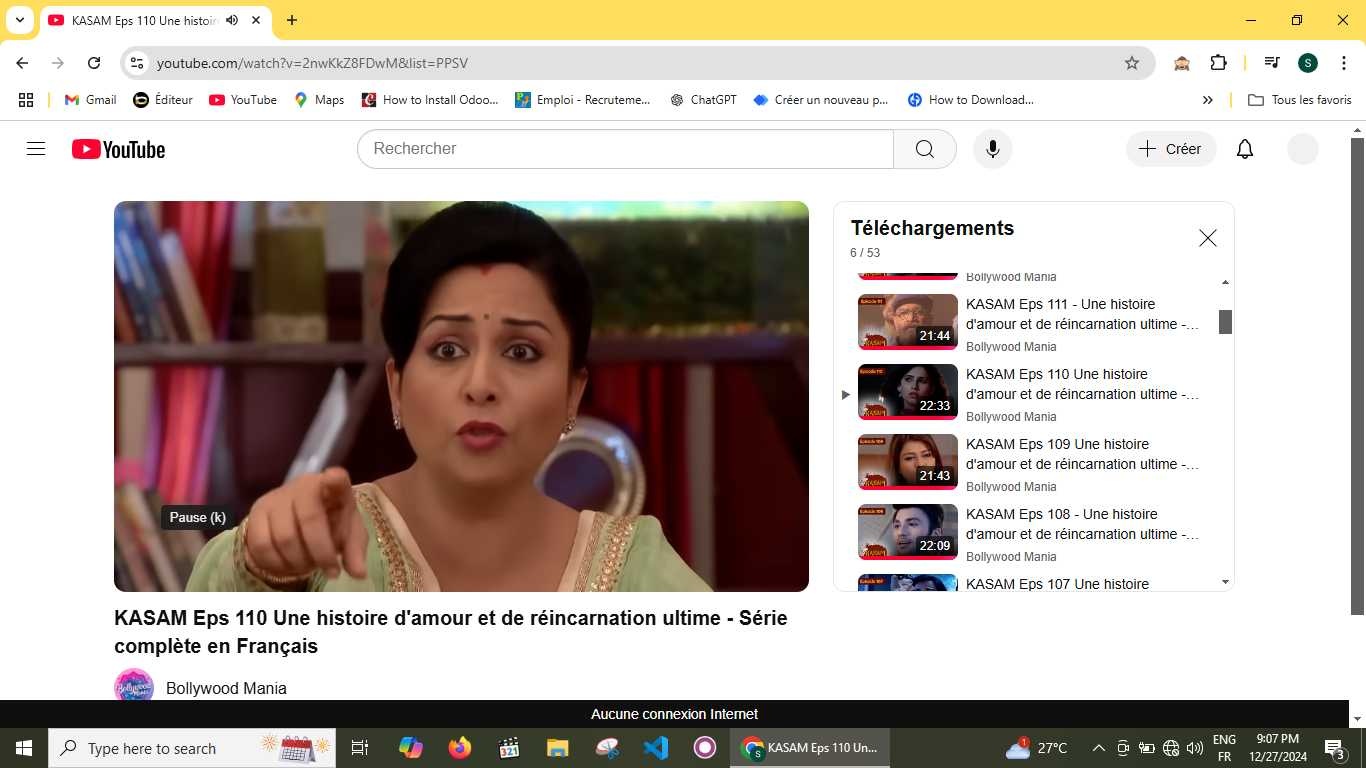 KASAM Eps 110 Une histoir
youtube.com/watch?v=2nwKkZ8FDwM&list=PPSV
S
Gmail
Éditeur
YouTube
Maps
How to Install Odoo...
Emploi - Recruteme...
ChatGPT
Créer un nouveau p...
How to Download...
Tous les favoris
YouTube
Rechercher
Créer
Pause (k)
Téléchargements
6 / 53
Bollywood Mania
21:44
KASAM Eps 111 - Une histoire
d'amour et de réincarnation ultime -...
Bollywood Mania
22:33
KASAM Eps 110 Une histoire
d'amour et de réincarnation ultime -...
Bollywood Mania
21:43
KASAM Eps 109 Une histoire
d'amour et de réincarnation ultime -...
Bollywood Mania
22:09
KASAM Eps 108 - Une histoire
d'amour et de réincarnation ultime -...
Bollywood Mania
KASAM Eps 107 Une histoire
KASAM Eps 110 Une histoire d'amour et de réincarnation ultime - Série
complète en Français
Bollywood Mania
Aucune connexion Internet
Type here to search
KASAM Eps 110 Un...
27°C
ENG
FR
9:07 PM
12/27/2024
3